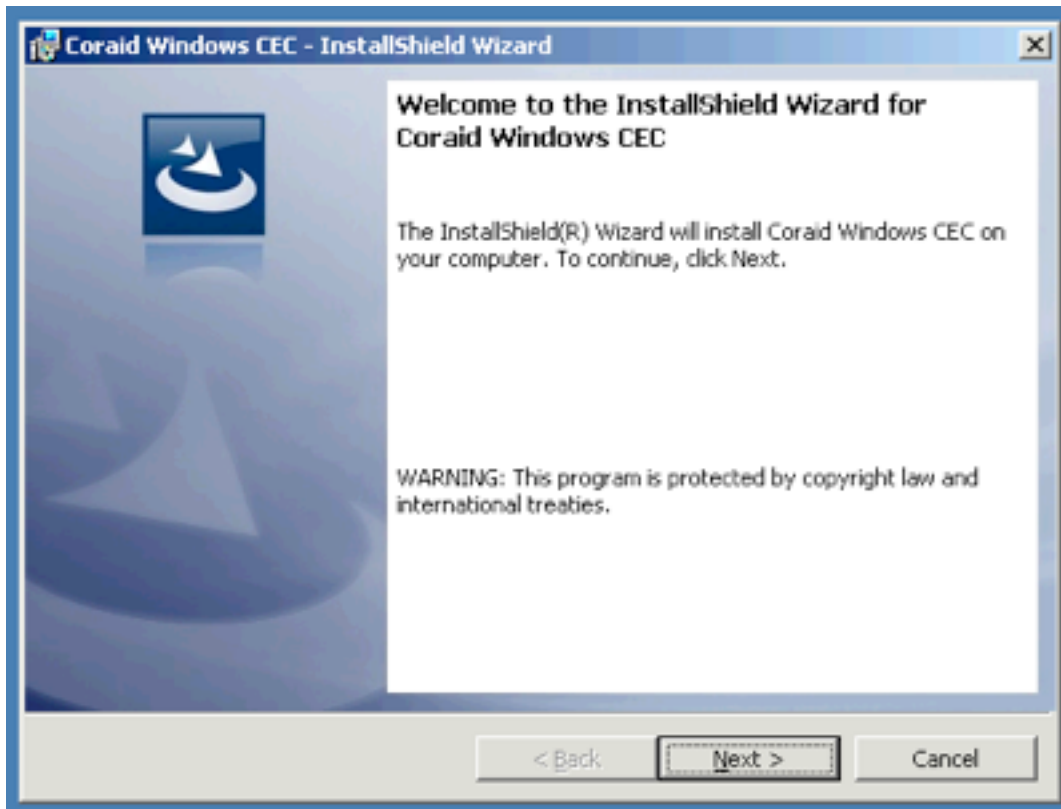 Coraid Windows CEC - InstallShield Wizard
Welcome to the InstallShield Wizard for
Coraid Windows CEC
The InstallShield(R) Wizard will install Coraid Windows CEC on
your computer. To continue, click Next.
WARNING: This program is protected by copyright law and
international treaties.
< Back
Next >
Cancel